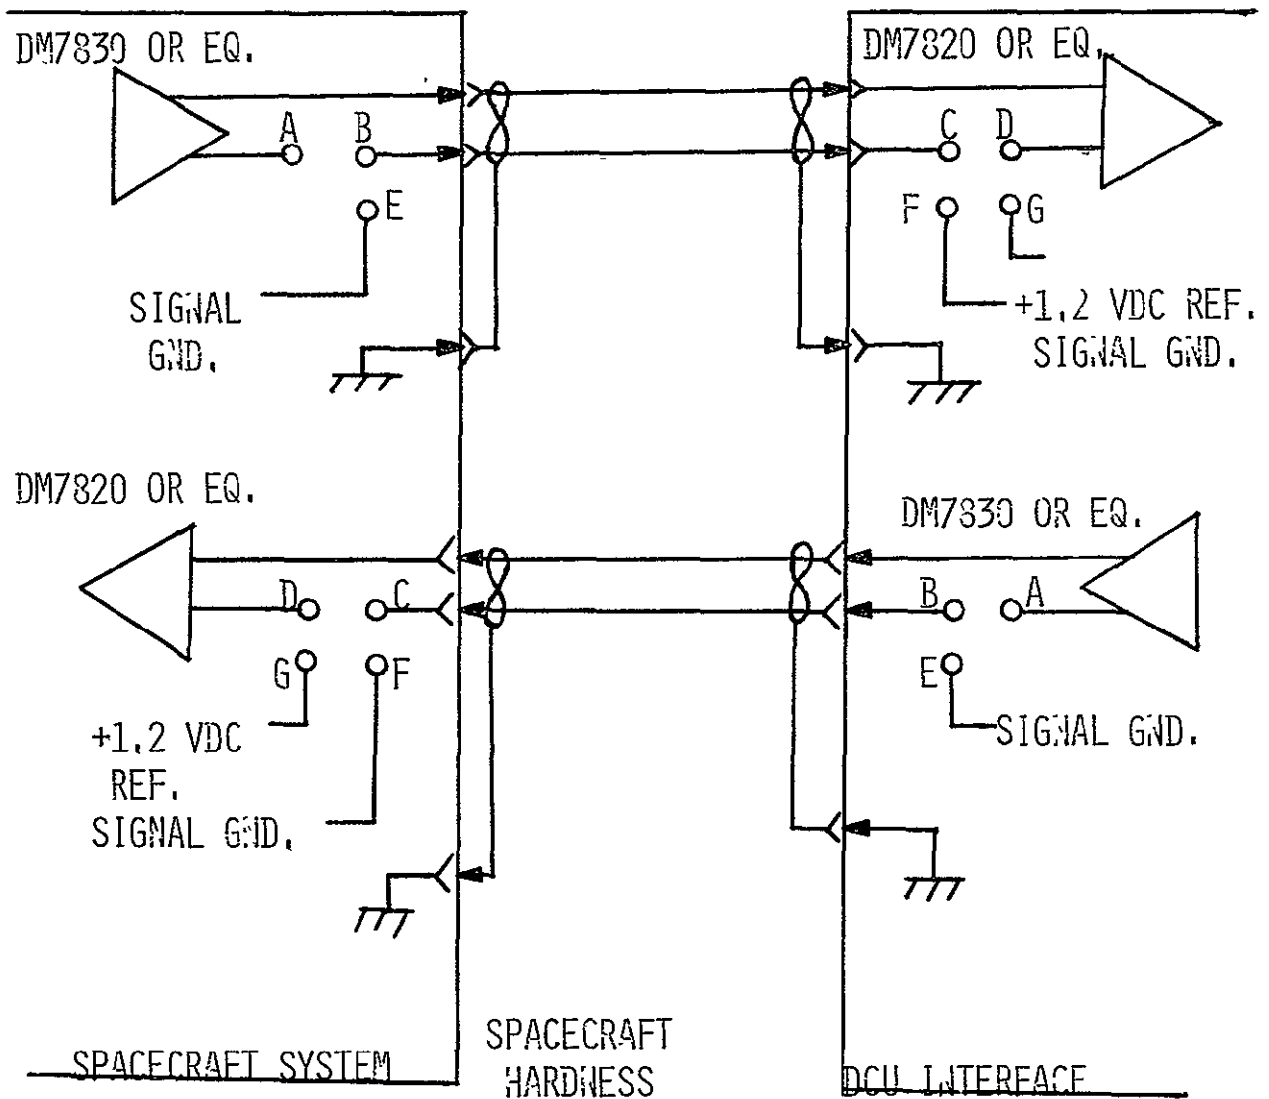 DM7830 OR EQ.
DM7820 OR EQ.
A
B
C
D
E
F
G
SIGNAL
GND.
+1.2 VDC REF.
SIGNAL GND.
DM7820 OR EQ.
DM7830 OR EQ.
D
C
B
A
G
F
E
+1.2 VDC
REF.
SIGNAL GND.
SIGNAL GND.
SPACECRAFT SYSTEM
SPACECRAFT
HARDNESS
DCU INTERFACE